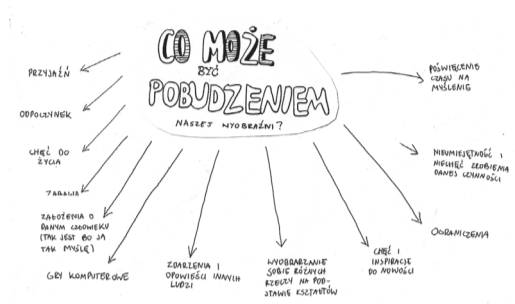 CO MOŻE
BYĆ
POBUDZENIEM
NASZEJ WYOBRAŹNI?
PRZYJAŹŃ
ODPOCZYNEK
CHĘĆ DO
ŻYCIA
ZABAWA
ZAŁOŻENIA O
DANYM CZŁOWIEKU
(TAK JEST BO JA
TAK MYŚLĘ)
GRY KOMPUTEROWE
ZDARZENIA I
OPOWIEŚCI INNYCH
LUDZI
WYOBRAŻANIE
SOBIE RÓŻNYCH
RZECZY NA POD-
STAWIE KSZTAŁTÓW
CHĘĆ I
INSPIRACJE
DO NOWOŚCI
OGRANICZENIA
NIEUMIEJĘTNOŚĆ I
NIECHĘĆ ZROBIENIA
DANEJ CZYNNOŚCI
POŚWIĘCENIE
CZASU NA
MYŚLENIE